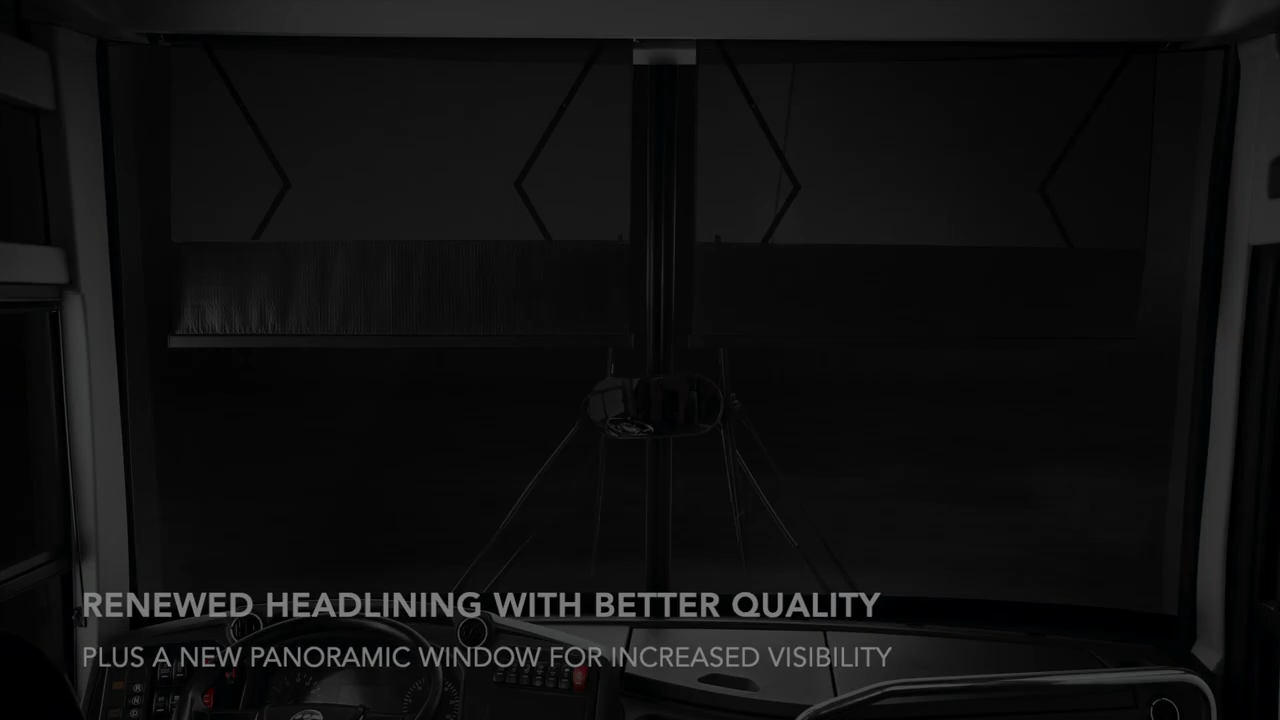 RENEWED HEADLINING WITH BETTER QUALITY
PLUS A NEW PANORAMIC WINDOW FOR INCREASED VISIBILITY
R
N
D